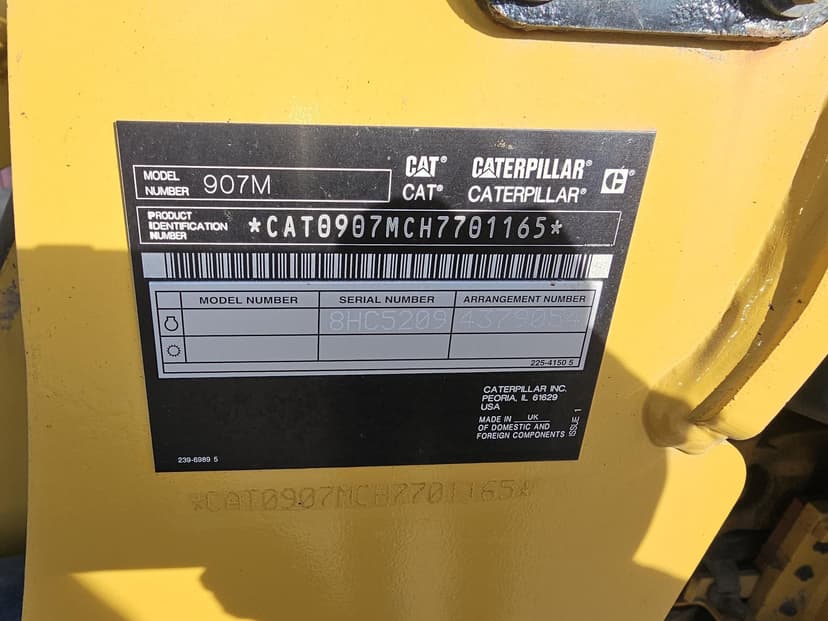 MODEL NUMBER 907M
CAT® CATERPILLAR®
CAT® CATERPILLAR®
PRODUCT IDENTIFICATION NUMBER *CAT0907MCH7701165*
MODEL NUMBER SERIAL NUMBER ARRANGEMENT NUMBER
8HC5209
225-4150 5
CATERPILLAR INC.
PEORIA, IL 61629
USA
MADE IN UK
OF DOMESTIC AND
FOREIGN COMPONENTS
ISSUE 1
239-6989 5
*CAT0907MCH7701165*